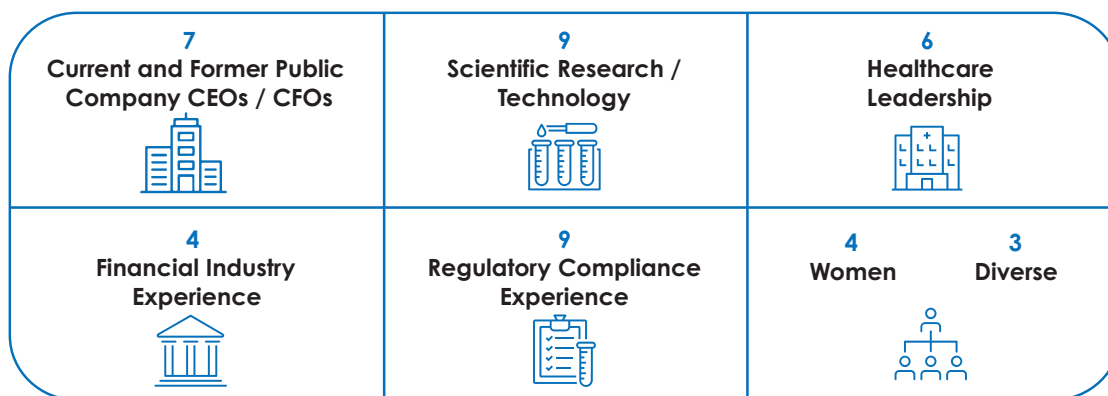 7
Current and Former Public
Company CEOs / CFOs
9
Scientific Research /
Technology
6
Healthcare
Leadership
4
Financial Industry
Experience
9
Regulatory Compliance
Experience
4
Women
3
Diverse